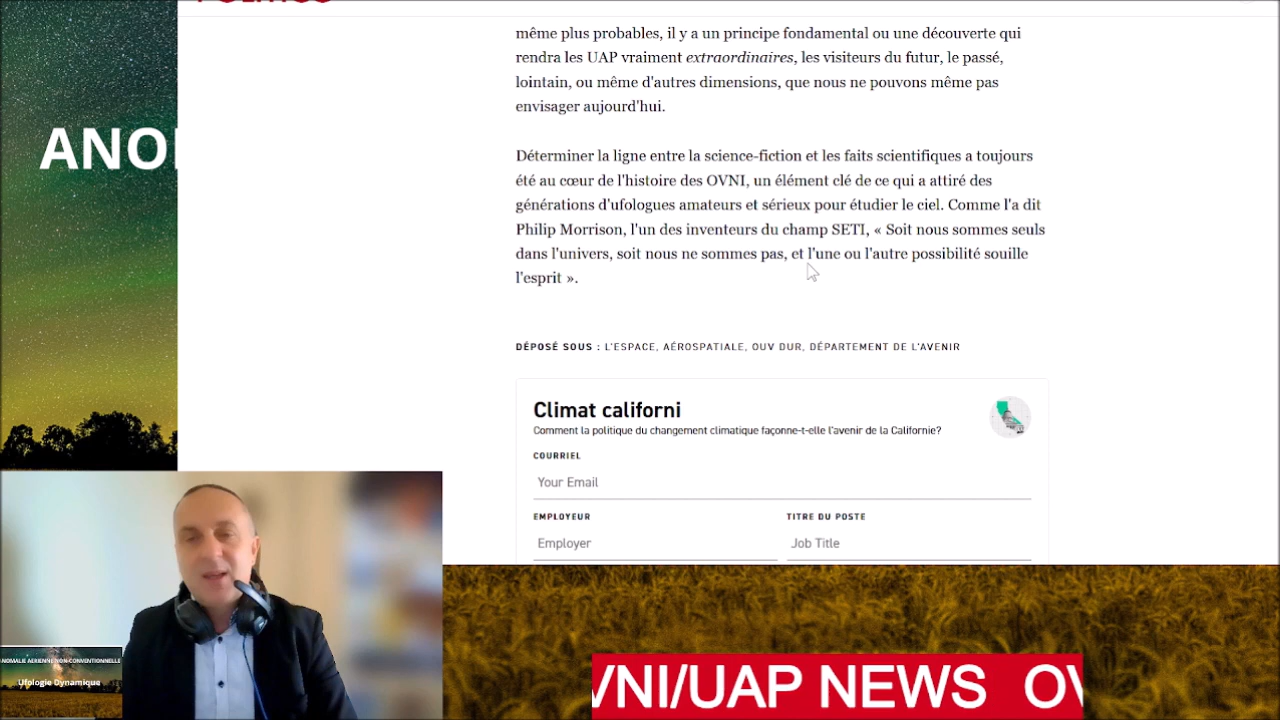 même plus probables, il y a un principe fondamental ou une découverte qui
rendra les UAP vraiment extraordinaires, les visiteurs du futur, le passé,
lointain, ou même d'autres dimensions, que nous ne pouvons même pas
envisager aujourd'hui.
Déterminer la ligne entre la science-fiction et les faits scientifiques a toujours
été au cœur de l'histoire des OVNI, un élément clé de ce qui a attiré des
générations d'ufologues amateurs et sérieux pour étudier le ciel. Comme l'a dit
Philip Morrison, l'un des inventeurs du champ SETI, « Soit nous sommes seuls
dans l'univers, soit nous ne sommes pas, et l'une ou l'autre possibilité souille
l'esprit ».
DÉPOSÉ SOUS : L'ESPACE, AÉROSPATIALE, OUV DUR, DÉPARTEMENT DE L'AVENIR
Climat californi
Comment la politique du changement climatique façonne-t-elle l'avenir de la Californie?
COURRIEL
Your Email
EMPLOYEUR TITRE DU POSTE
Employer Job Title
ANO
ANOMALIE AERIENNE NON-CONVENTIONNELLE
Ufologie Dynamique
VNI/UAP NEWS OV